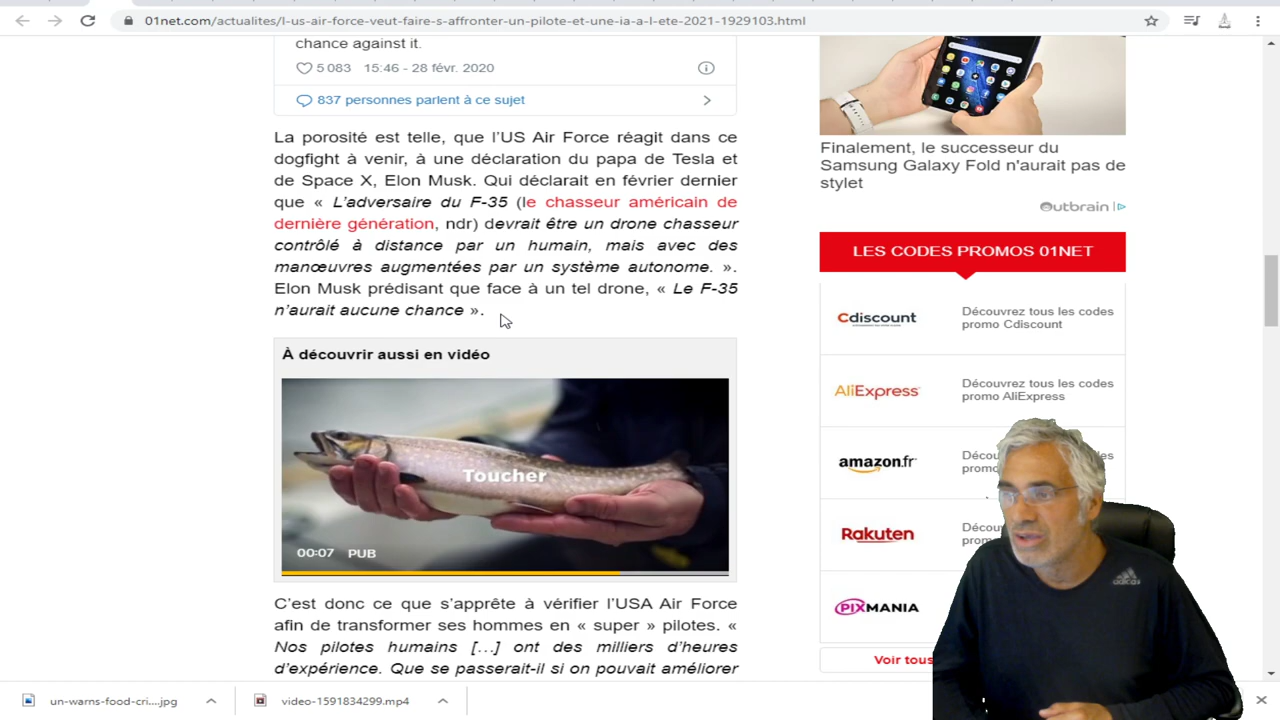 01net.com/actualites/l-us-air-force-veut-faire-s-affronter-un-pilote-et-une-ia-a-l-ete-2021-1929103.html
chance against it.
5 083 15:46 - 28 févr. 2020
837 personnes parlent à ce sujet
La porosité est telle, que l'US Air Force réagit dans ce
dogfight à venir, à une déclaration du papa de Tesla et
de Space X, Elon Musk. Qui déclarait en février dernier
que « L'adversaire du F-35 (le chasseur américain de
dernière génération, ndr) devrait être un drone chasseur
contrôlé à distance par un humain, mais avec des
manœuvres augmentées par un système autonome. ».
Elon Musk prédisant que face à un tel drone, « Le F-35
n'aurait aucune chance ».
À découvrir aussi en vidéo
Toucher
00:07 PUB
C'est donc ce que s'apprête à vérifier l'USA Air Force
afin de transformer ses hommes en « super » pilotes. «
Nos pilotes humains [...] ont des milliers d'heures
d'expérience. Que se passerait-il si on pouvait améliorer
Finalement, le successeur du
Samsung Galaxy Fold n'aurait pas de
stylet
Outbrain
LES CODES PROMOS 01NET
Cdiscount
Découvrez tous les codes
promo Cdiscount
AliExpress
Découvrez tous les codes
promo AliExpress
amazon.fr
Rakuten
PIXMANIA
Voir tous
adidas
un-warns-food-cri....jpg
video-1591834299.mp4